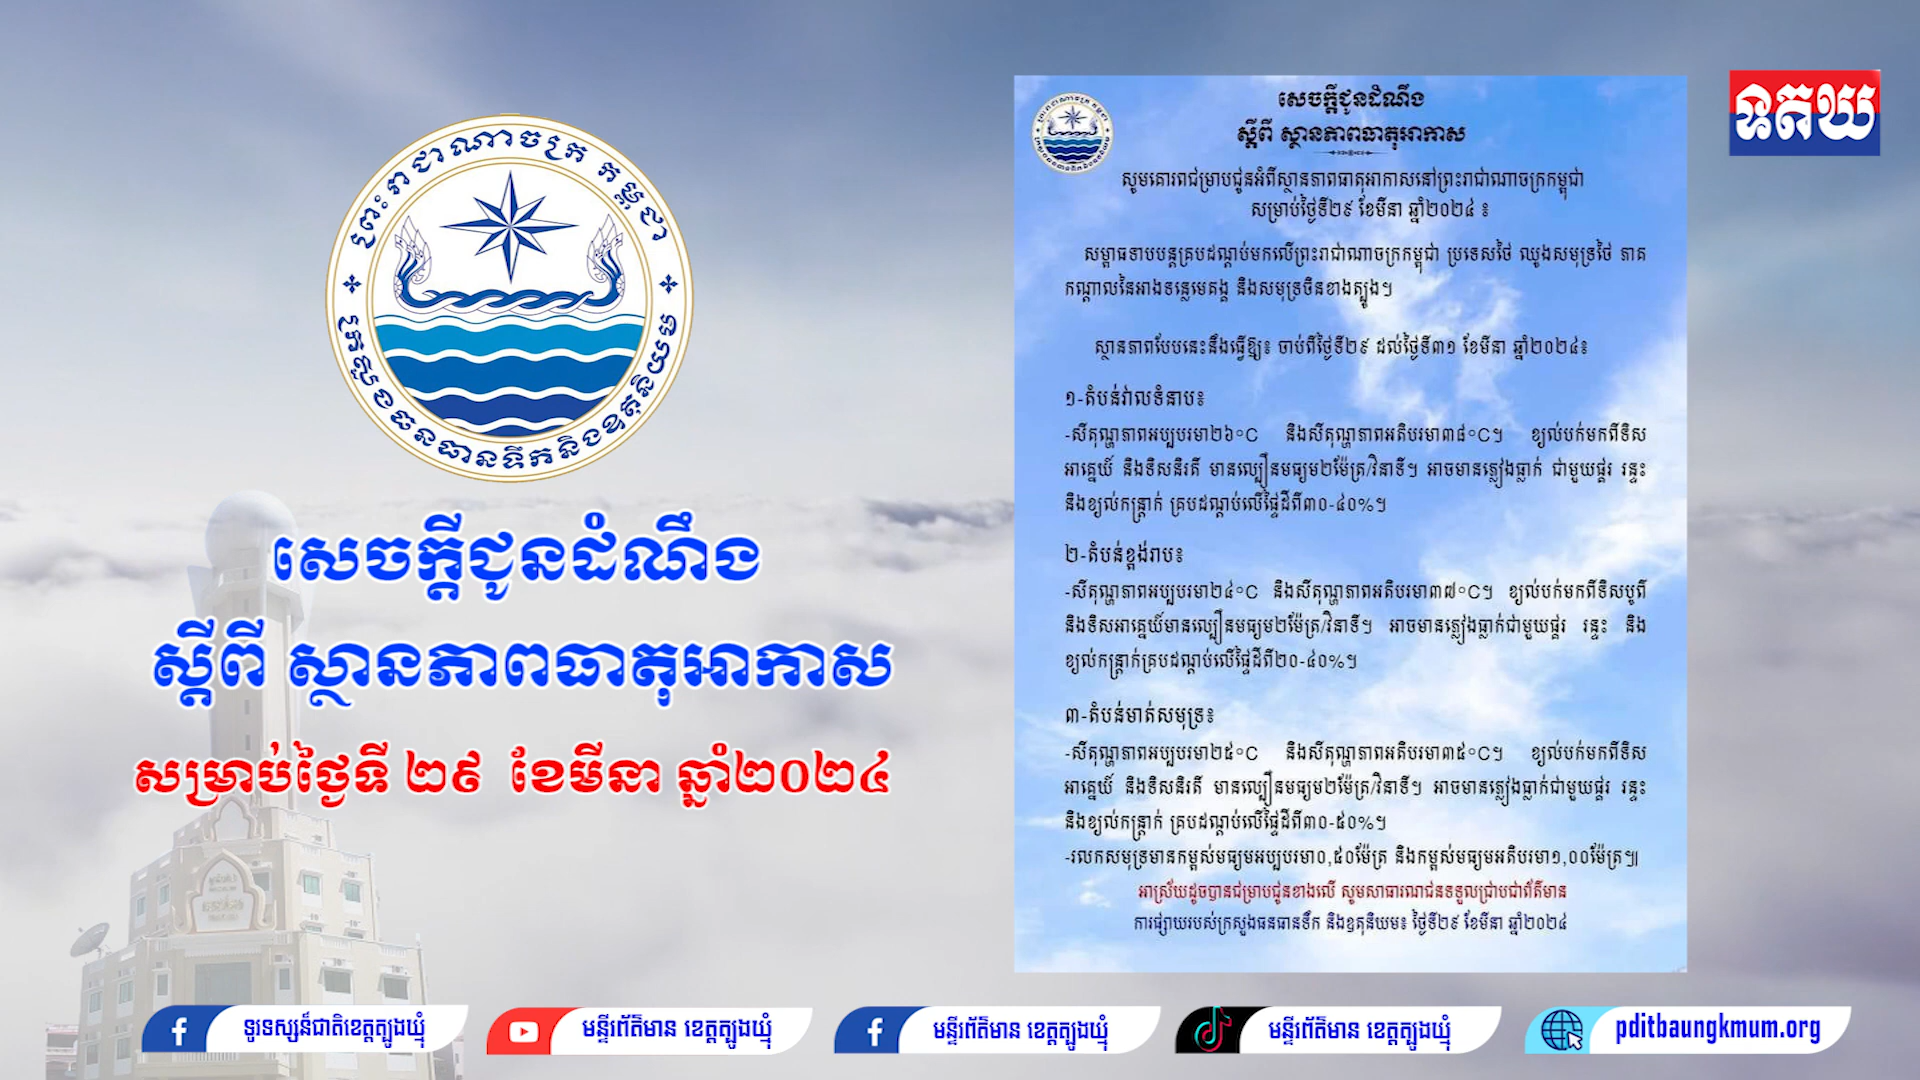 ព្រះរាជាណាចក្រ កម្ពុជា
ក្រសួងធនធានទឹកនិងឧតុនិយម
សេចក្តីជូនដំណឹង
ស្តីពី ស្ថានភាពធាតុអាកាស
សម្រាប់ថ្ងៃទី ២៩ ខែមីនា ឆ្នាំ២០២៤
ទតឃ
សេចក្តីជូនដំណឹង
ស្តីពី ស្ថានភាពធាតុអាកាស
សូមគោរពជម្រាបជូនអំពីស្ថានភាពធាតុអាកាសនៅព្រះរាជាណាចក្រកម្ពុជា
សម្រាប់ថ្ងៃទី២៩ ខែមីនា ឆ្នាំ២០២៤ ៖
សម្ពាធទាបបន្តគ្របដណ្តប់មកលើព្រះរាជាណាចក្រកម្ពុជា ប្រទេសថៃ ឈូងសមុទ្រថៃ ភាគ
កណ្តាលនៃអាងទន្លេមេគង្គ និងសមុទ្រចិនខាងត្បូង។
ស្ថានភាពបែបនេះនឹងធ្វើឱ្យ៖ ចាប់ពីថ្ងៃទី២៩ ដល់ថ្ងៃទី៣១ ខែមីនា ឆ្នាំ២០២៤៖
១-តំបន់វាលទំនាប៖
-សីតុណ្ហភាពអប្បបរមា២៦°C និងសីតុណ្ហភាពអតិបរមា៣៨°C។ ខ្យល់បក់មកពីទិស
អាគ្នេយ៍ និងទិសនិរតី មានល្បឿនមធ្យម២ម៉ែត្រ/វិនាទី។ អាចមានភ្លៀងធ្លាក់ ជាមួយផ្គរ រន្ទះ
និងខ្យល់កន្ត្រាក់ គ្របដណ្តប់លើផ្ទៃដីពី៣០-៤០%។
២-តំបន់ខ្ពង់រាប៖
-សីតុណ្ហភាពអប្បបរមា២៤°C និងសីតុណ្ហភាពអតិបរមា៣៧°C។ ខ្យល់បក់មកពីទិសបូព៌
និងទិសអាគ្នេយ៍មានល្បឿនមធ្យម២ម៉ែត្រ/វិនាទី។ អាចមានភ្លៀងធ្លាក់ជាមួយផ្គរ រន្ទះ និង
ខ្យល់កន្ត្រាក់គ្របដណ្តប់លើផ្ទៃដីពី២០-៤០%។
៣-តំបន់មាត់សមុទ្រ៖
-សីតុណ្ហភាពអប្បបរមា២៥°C និងសីតុណ្ហភាពអតិបរមា៣៥°C។ ខ្យល់បក់មកពីទិស
អាគ្នេយ៍ និងទិសនិរតី មានល្បឿនមធ្យម២ម៉ែត្រ/វិនាទី។ អាចមានភ្លៀងធ្លាក់ជាមួយផ្គរ រន្ទះ
និងខ្យល់កន្ត្រាក់ គ្របដណ្តប់លើផ្ទៃដីពី៣០-៥០%។
-រលកសមុទ្រមានកម្ពស់មធ្យមអប្បបរមា០,៥០ម៉ែត្រ និងកម្ពស់មធ្យមអតិបរមា១,០០ម៉ែត្រ៕
អាស្រ័យដូចបានជម្រាបជូនខាងលើ សូមសាធារណជនទទួលជ្រាបជាព័ត៌មាន
ការផ្សាយរបស់ក្រសួងធនធានទឹក និងឧតុនិយម៖ ថ្ងៃទី២៩ ខែមីនា ឆ្នាំ២០២៤
ទូរទស្សន៍ជាតិខេត្តត្បូងឃ្មុំ
មន្ទីរព័ត៌មាន ខេត្តត្បូងឃ្មុំ
មន្ទីរព័ត៌មាន ខេត្តត្បូងឃ្មុំ
មន្ទីរព័ត៌មាន ខេត្តត្បូងឃ្មុំ
pditbaungkmum.org